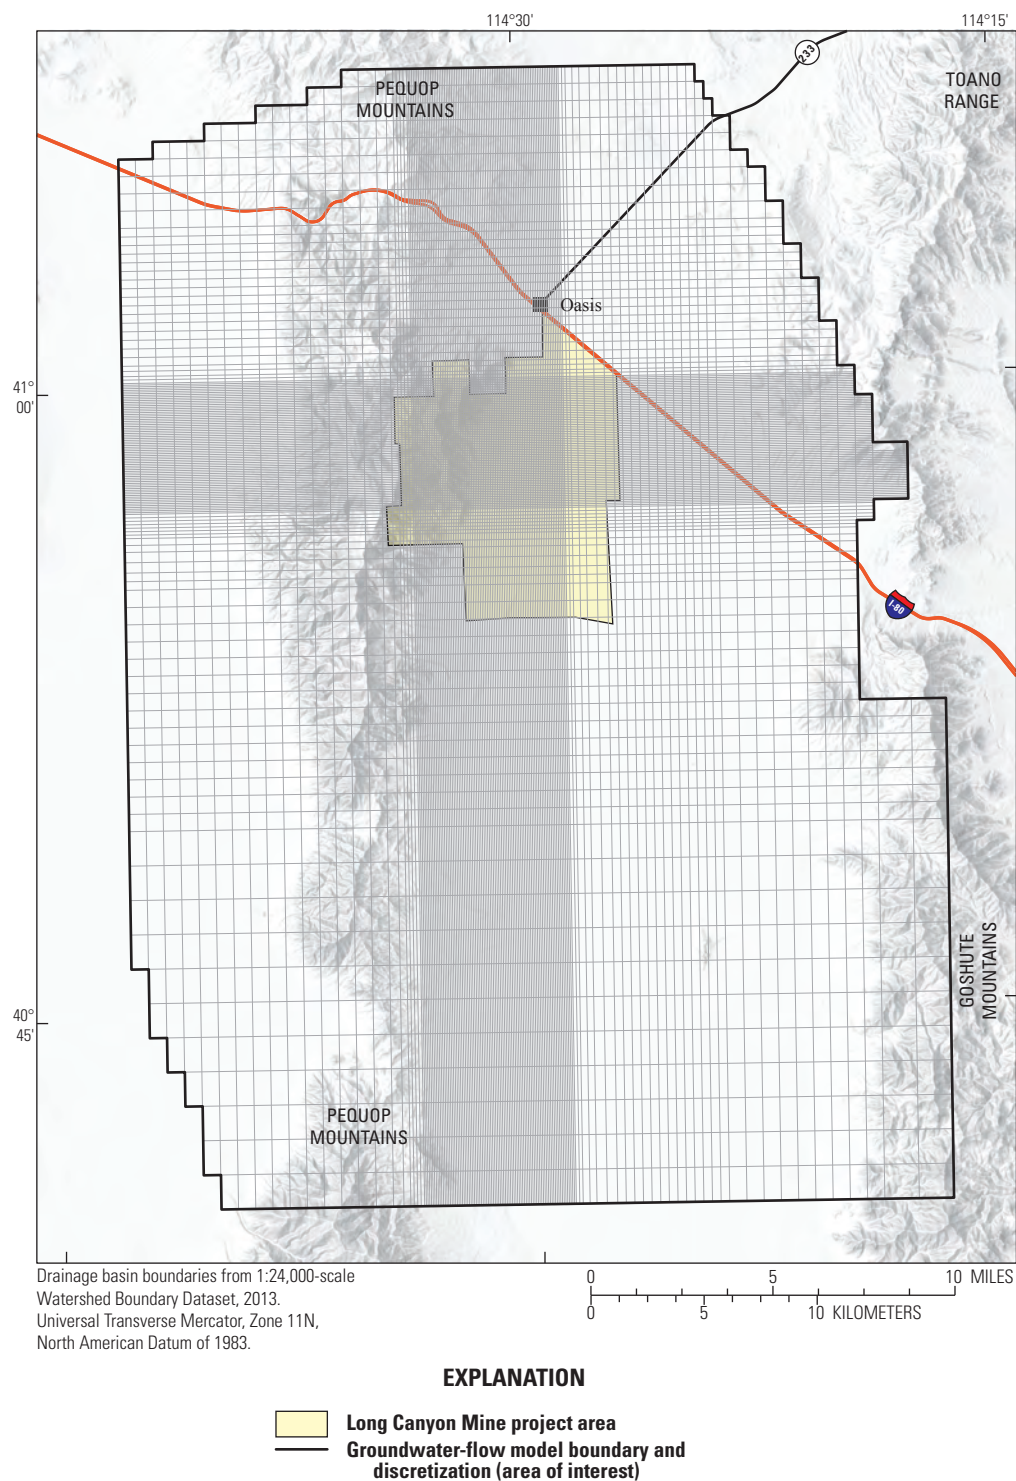 114°30'
114°15'
233
PEQUOP
MOUNTAINS
TOANO
RANGE
Oasis
41°
00'
I-80
GOSHUTE
MOUNTAINS
40°
45'
PEQUOP
MOUNTAINS
Drainage basin boundaries from 1:24,000-scale
Watershed Boundary Dataset, 2013.
Universal Transverse Mercator, Zone 11N,
North American Datum of 1983.
0 5 10 MILES
0 5 10 KILOMETERS
EXPLANATION
Long Canyon Mine project area
Groundwater-flow model boundary and
discretization (area of interest)